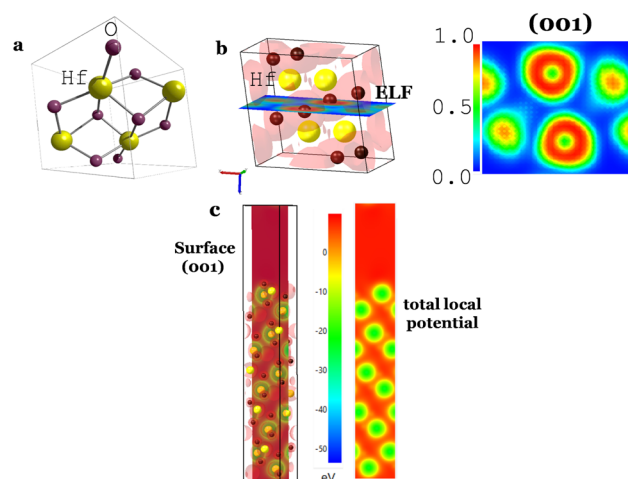 a
O
Hf
b
Hf
ELF
(001)
1.0
0.5
0.0
c
Surface
(001)
0
-10
-20
-30
-40
-50
eV
total local
potential